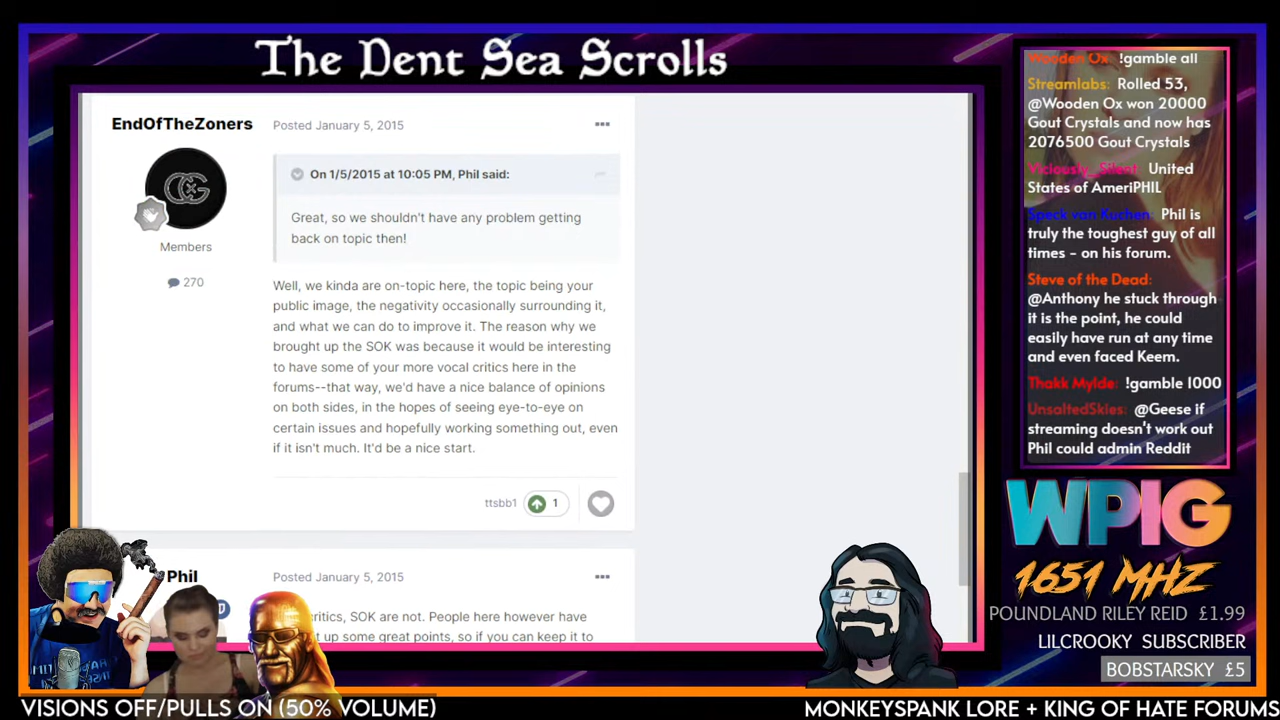 The Dent Sea Scrolls
EndOfTheZoners
Posted January 5, 2015
On 1/5/2015 at 10:05 PM, Phil said:
Great, so we shouldn't have any problem getting
back on topic then!
Members
270
Well, we kinda are on-topic here, the topic being your
public image, the negativity occasionally surrounding it,
and what we can do to improve it. The reason why we
brought up the SOK was because it would be interesting
to have some of your more vocal critics here in the
forums--that way, we'd have a nice balance of opinions
on both sides, in the hopes of seeing eye-to-eye on
certain issues and hopefully working something out, even
if it isn't much. It'd be a nice start.
ttsbb1
1
Phil
Posted January 5, 2015
critics, SOK are not. People here however have
up some great points, so if you can keep it to
Wooden Ox: !gamble all
Streamlabs: Rolled 53,
@Wooden Ox won 20000
Gout Crystals and now has
2076500 Gout Crystals
Viciously_Silent: United
States of AmeriPHIL
Speck van Kuchen: Phil is
truly the toughest guy of all
times - on his forum.
Steve of the Dead:
@Anthony he stuck through
it is the point, he could
easily have run at any time
and even faced Keem.
Thakk Mylde: !gamble 1000
UnsaltedSkies: @Geese if
streaming doesn't work out
Phil could admin Reddit
WPIG
1651 MHZ
POUNDLAND RILEY REID £1.99
LILCROOKY SUBSCRIBER
BOBSTARSKY £5
VISIONS OFF/PULLS ON (50% VOLUME)
MONKEYSPANK LORE + KING OF HATE FORUMS